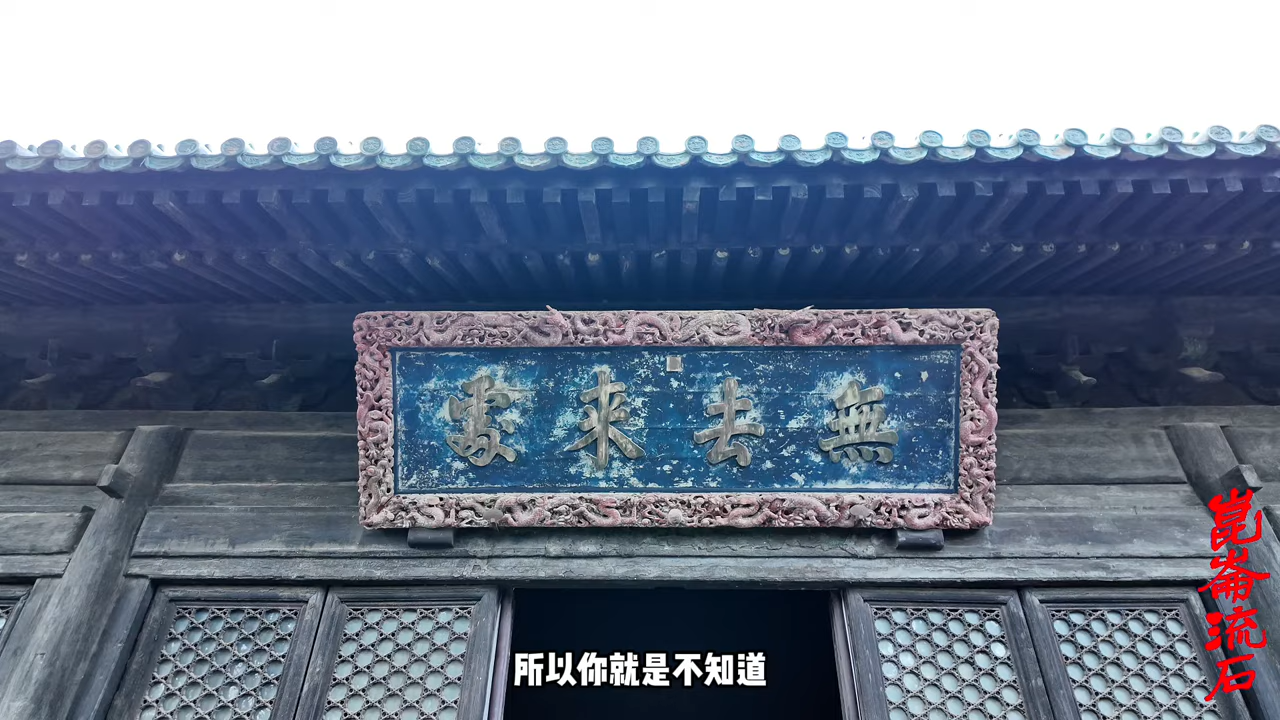 無去來處
所以你就是不知道
崑崙流石